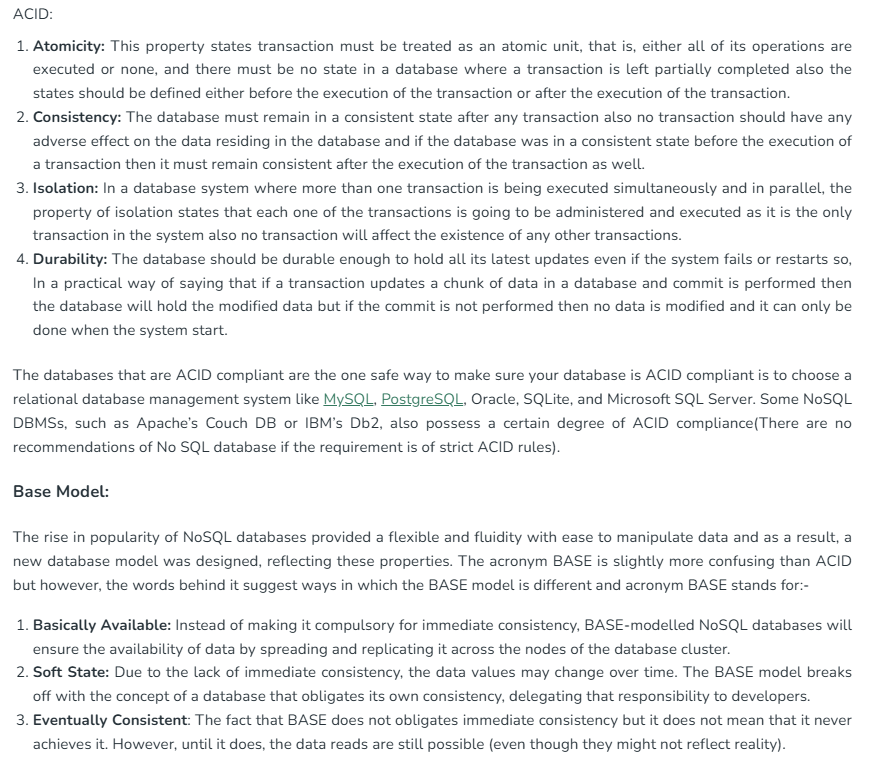 ACID:
1. Atomicity: This property states transaction must be treated as an atomic unit, that is, either all of its operations are
executed or none, and there must be no state in a database where a transaction is left partially completed also the
states should be defined either before the execution of the transaction or after the execution of the transaction.
2. Consistency: The database must remain in a consistent state after any transaction also no transaction should have any
adverse effect on the data residing in the database and if the database was in a consistent state before the execution of
a transaction then it must remain consistent after the execution of the transaction as well.
3. Isolation: In a database system where more than one transaction is being executed simultaneously and in parallel, the
property of isolation states that each one of the transactions is going to be administered and executed as it is the only
transaction in the system also no transaction will affect the existence of any other transactions.
4. Durability: The database should be durable enough to hold all its latest updates even if the system fails or restarts so,
In a practical way of saying that if a transaction updates a chunk of data in a database and commit is performed then
the database will hold the modified data but if the commit is not performed then no data is modified and it can only be
done when the system start.
The databases that are ACID compliant are the one safe way to make sure your database is ACID compliant is to choose a
relational database management system like MySQL, PostgreSQL, Oracle, SQLite, and Microsoft SQL Server. Some NoSQL
DBMSs, such as Apache's Couch DB or IBM's Db2, also possess a certain degree of ACID compliance(There are no
recommendations of No SQL database if the requirement is of strict ACID rules).
Base Model:
The rise in popularity of NoSQL databases provided a flexible and fluidity with ease to manipulate data and as a result, a
new database model was designed, reflecting these properties. The acronym BASE is slightly more confusing than ACID
but however, the words behind it suggest ways in which the BASE model is different and acronym BASE stands for:-
1. Basically Available: Instead of making it compulsory for immediate consistency, BASE-modelled NoSQL databases will
ensure the availability of data by spreading and replicating it across the nodes of the database cluster.
2. Soft State: Due to the lack of immediate consistency, the data values may change over time. The BASE model breaks
off with the concept of a database that obligates its own consistency, delegating that responsibility to developers.
3. Eventually Consistent: The fact that BASE does not obligates immediate consistency but it does not mean that it never
achieves it. However, until it does, the data reads are still possible (even though they might not reflect reality).